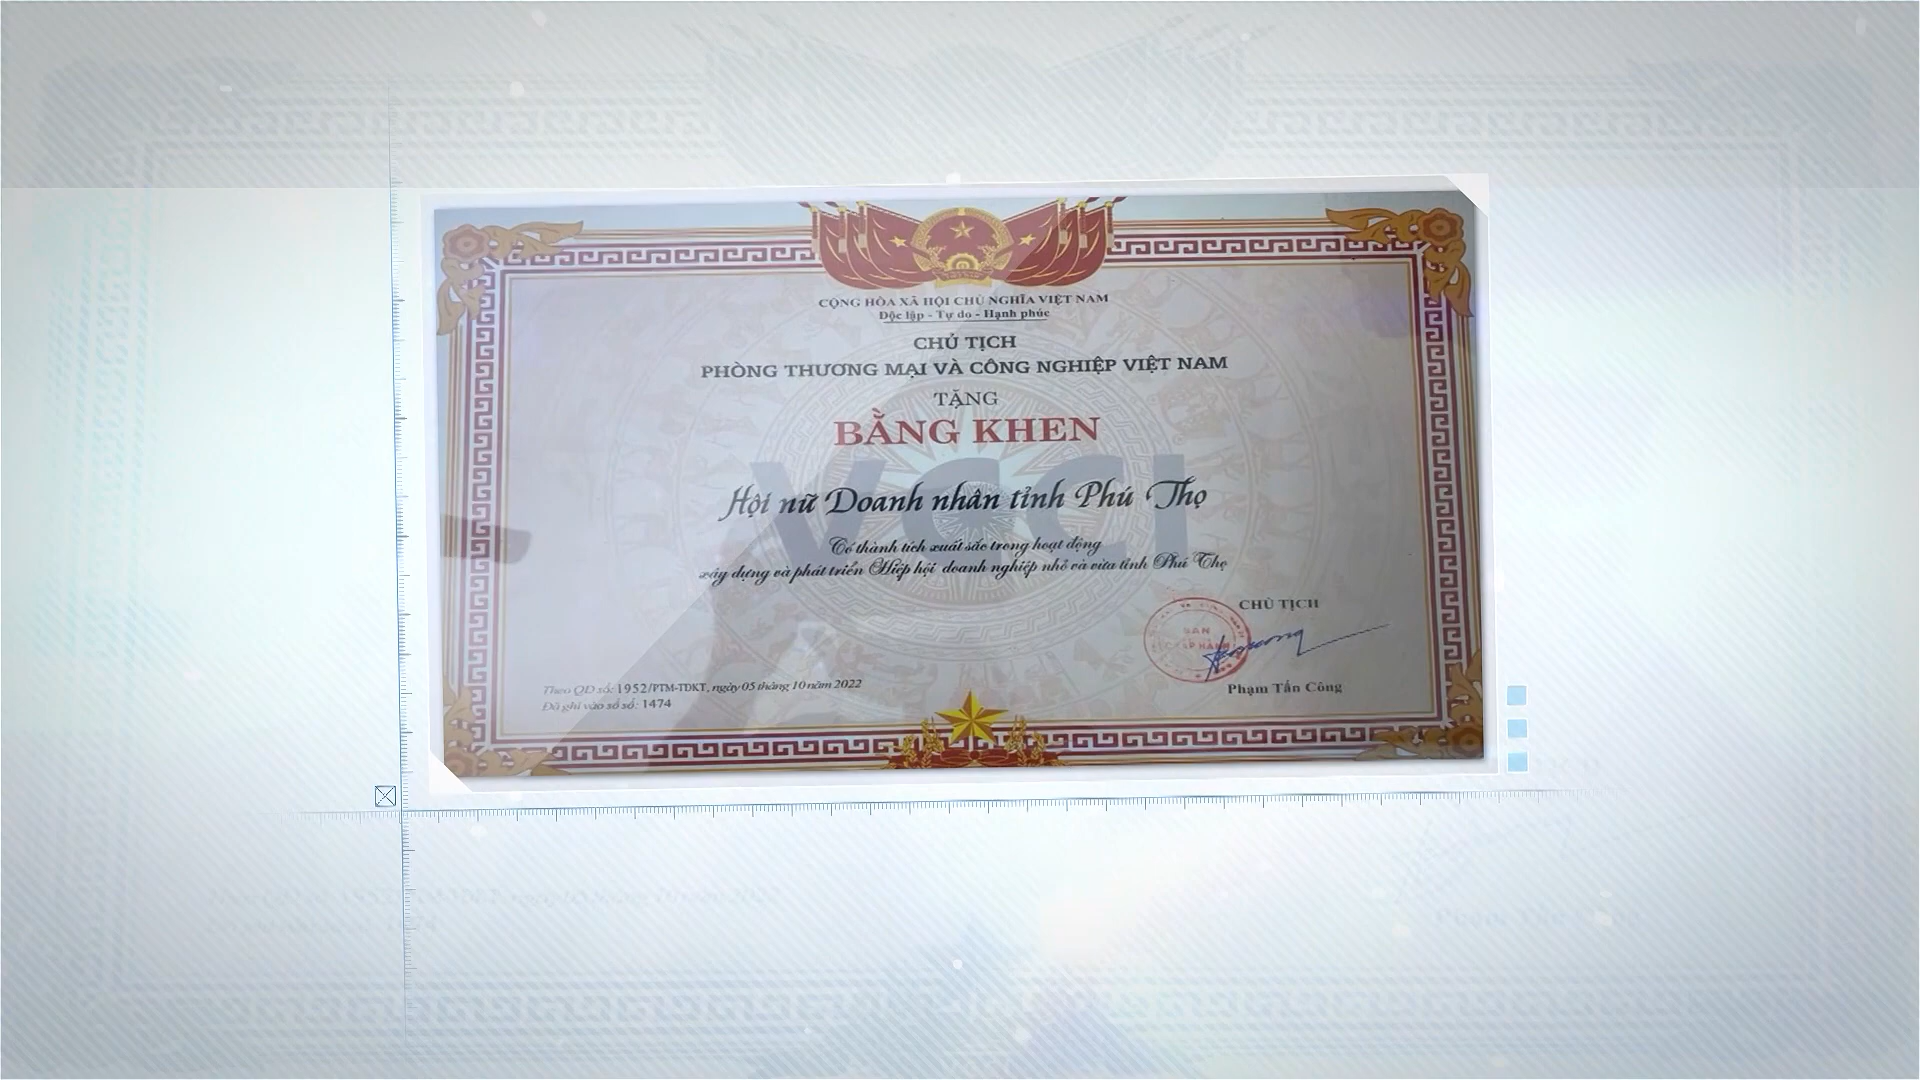 CỘNG HÒA XÃ HỘI CHỦ NGHĨA VIỆT NAM
Độc lập - Tự do - Hạnh phúc
CHỦ TỊCH
PHÒNG THƯƠNG MẠI VÀ CÔNG NGHIỆP VIỆT NAM
TẶNG
BẰNG KHEN
VCCI
Hội nữ Doanh nhân tỉnh Phú Thọ
Có thành tích xuất sắc trong hoạt động
xây dựng và phát triển Hiệp hội doanh nghiệp nhỏ và vừa tỉnh Phú Thọ
CHỦ TỊCH
BAN
CHẤP HÀNH
Phạm Tấn Công
Theo QĐ số: 1952/PTM-TĐKT, ngày 05 tháng 10 năm 2022
Đã ghi vào sổ số: 1474